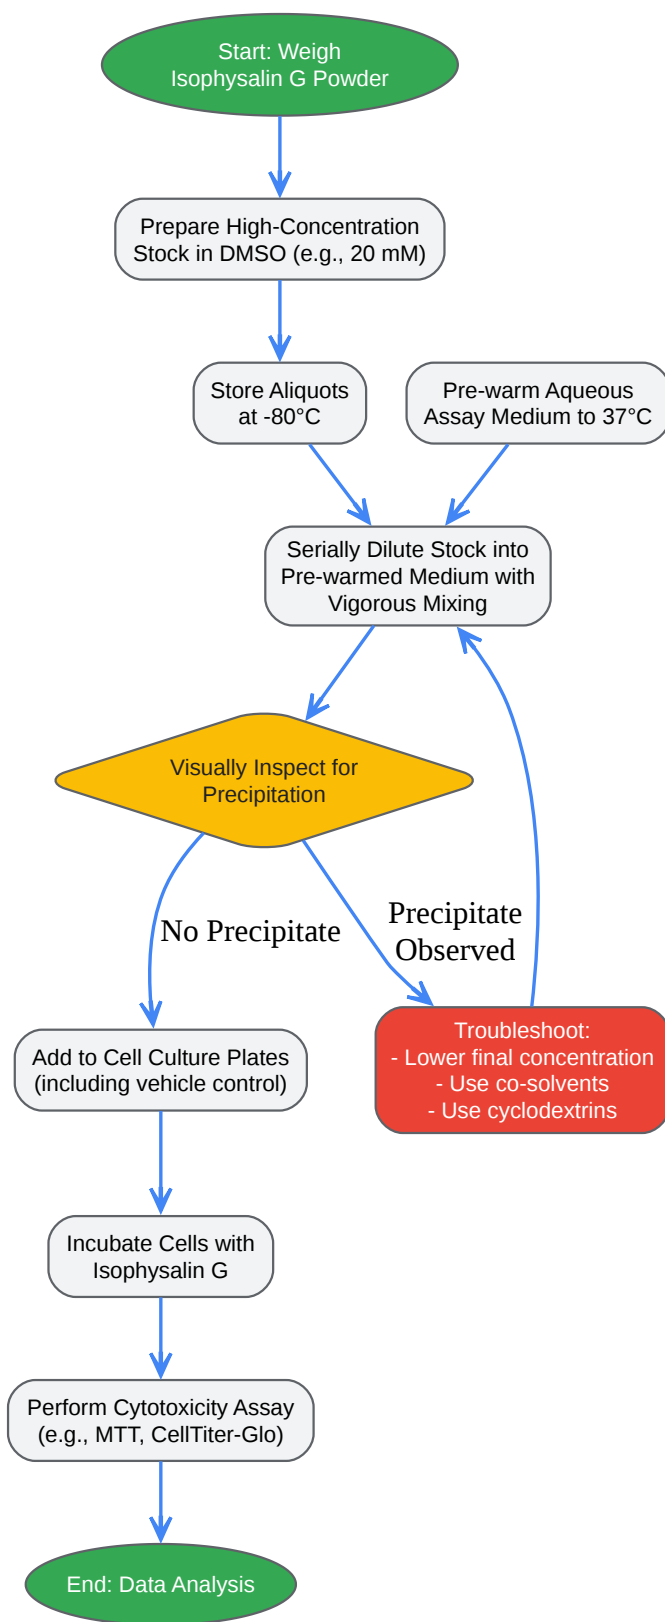 Start: Weigh
Isophysalin G Powder
Prepare High-Concentration
Stock in DMSO (e.g., 20 mM)
Store Aliquots
at -80°C
Pre-warm Aqueous
Assay Medium to 37°C
Serially Dilute Stock into
Pre-warmed Medium with
Vigorous Mixing
Visually Inspect for
Precipitation
No Precipitate
Precipitate
Observed
Troubleshoot:
- Lower final concentration
- Use co-solvents
- Use cyclodextrins
Add to Cell Culture Plates
(including vehicle control)
Incubate Cells with
Isophysalin G
Perform Cytotoxicity Assay
(e.g., MTT, CellTiter-Glo)
End: Data Analysis